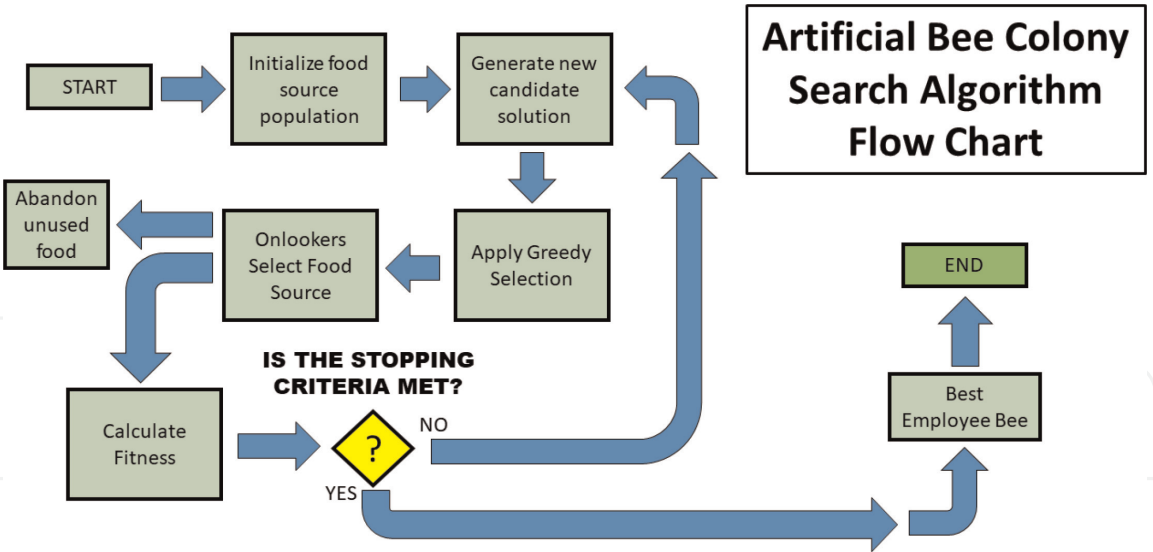 Artificial Bee Colony
Search Algorithm
Flow Chart
START
Initialize food
source
population
Generate new
candidate
solution
Abandon
unused
food
Onlookers
Select Food
Source
Apply Greedy
Selection
END
IS THE STOPPING
CRITERIA MET?
Calculate
Fitness
?
NO
YES
Best
Employee Bee